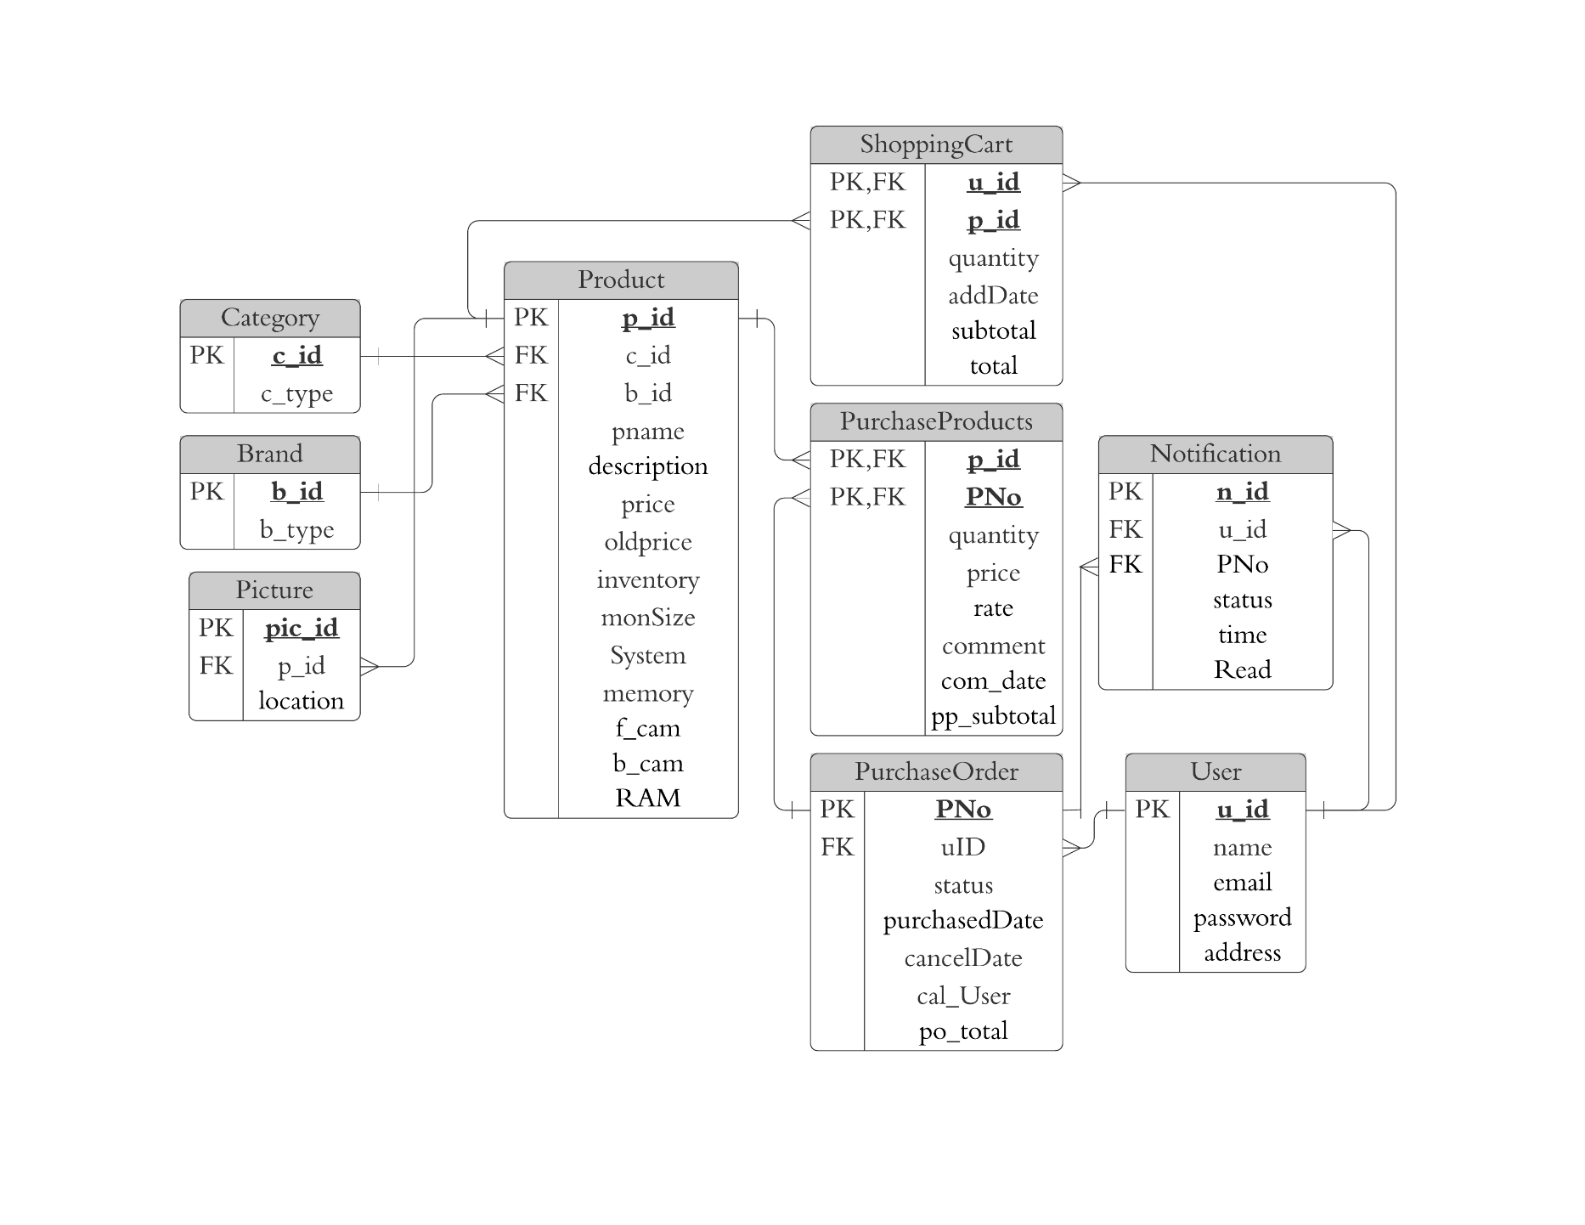 ShoppingCart
PK,FK u_id
PK,FK p_id
quantity
addDate
subtotal
total
Product
PK p_id
FK c_id
FK b_id
pname
description
price
oldprice
inventory
monSize
System
memory
f_cam
b_cam
RAM
Category
PK c_id
c_type
Brand
PK b_id
b_type
Picture
PK pic_id
FK p_id
location
PurchaseProducts
PK,FK p_id
PK,FK PNo
quantity
price
rate
comment
com_date
pp_subtotal
Notification
PK n_id
FK u_id
FK PNo
status
time
Read
PurchaseOrder
PK PNo
FK uID
status
purchasedDate
cancelDate
cal_User
po_total
User
PK u_id
name
email
password
address